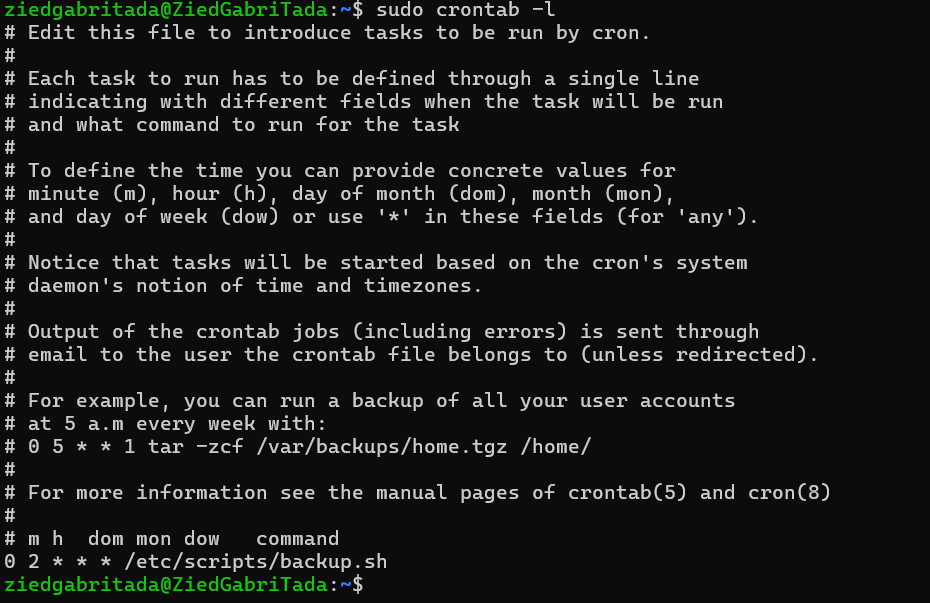 ziedgabritada@ZiedGabriTada:~$ sudo crontab -l
# Edit this file to introduce tasks to be run by cron.
#
# Each task to run has to be defined through a single line
# indicating with different fields when the task will be run
# and what command to run for the task
#
# To define the time you can provide concrete values for
# minute (m), hour (h), day of month (dom), month (mon),
# and day of week (dow) or use '*' in these fields (for 'any').
#
# Notice that tasks will be started based on the cron's system
# daemon's notion of time and timezones.
#
# Output of the crontab jobs (including errors) is sent through
# email to the user the crontab file belongs to (unless redirected).
#
# For example, you can run a backup of all your user accounts
# at 5 a.m every week with:
# 0 5 * * 1 tar -zcf /var/backups/home.tgz /home/
#
# For more information see the manual pages of crontab(5) and cron(8)
#
# m h  dom mon dow   command
0 2 * * * /etc/scripts/backup.sh
ziedgabritada@ZiedGabriTada:~$